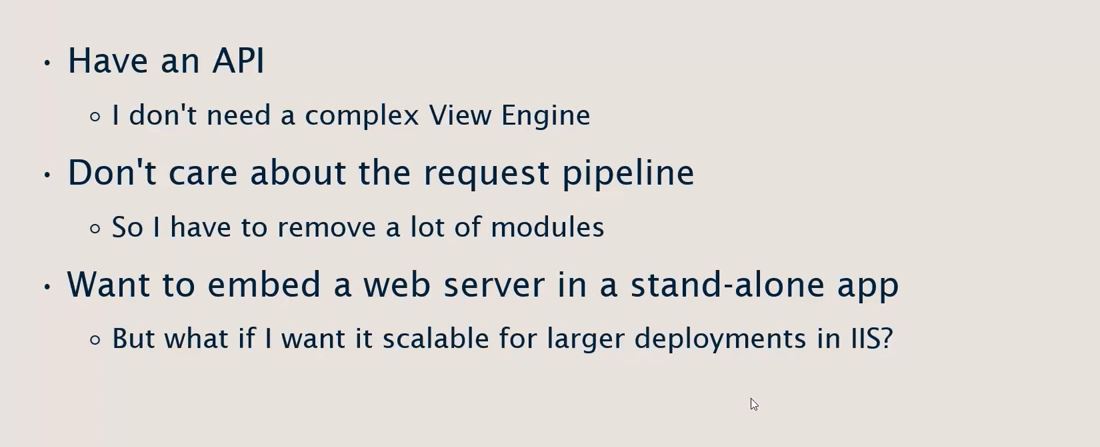 • Have an API
○ I don't need a complex View Engine
• Don't care about the request pipeline
○ So I have to remove a lot of modules
• Want to embed a web server in a stand-alone app
○ But what if I want it scalable for larger deployments in IIS?